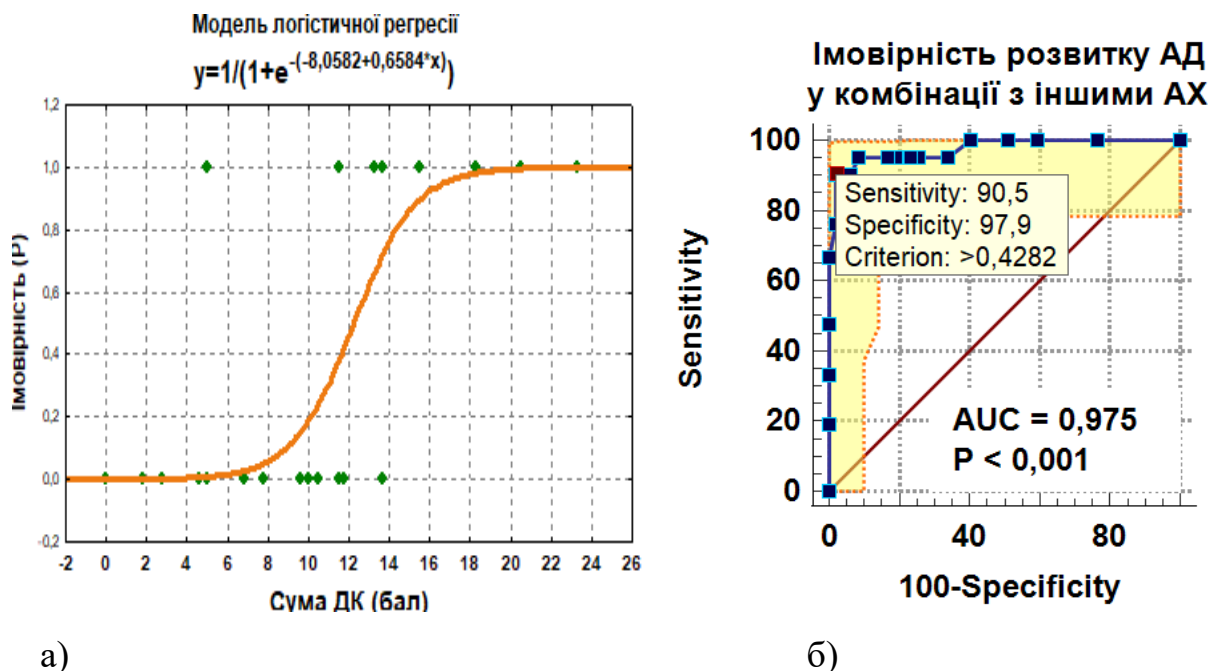 Модель логістичної регресії
y=1/(1+e^-(-8,0582+0,6584*x))
1,2
1,0
0,8
0,6
0,4
0,2
0,0
-0,2
Імовірність (P)
-2 0 2 4 6 8 10 12 14 16 18 20 22 24 26
Сума ДК (бал)
а)
Імовірність розвитку АД
у комбінації з іншими АХ
100
80
60
40
20
0
Sensitivity
Sensitivity: 90,5
Specificity: 97,9
Criterion: >0,4282
AUC = 0,975
P < 0,001
0 40 80
100-Specificity
б)